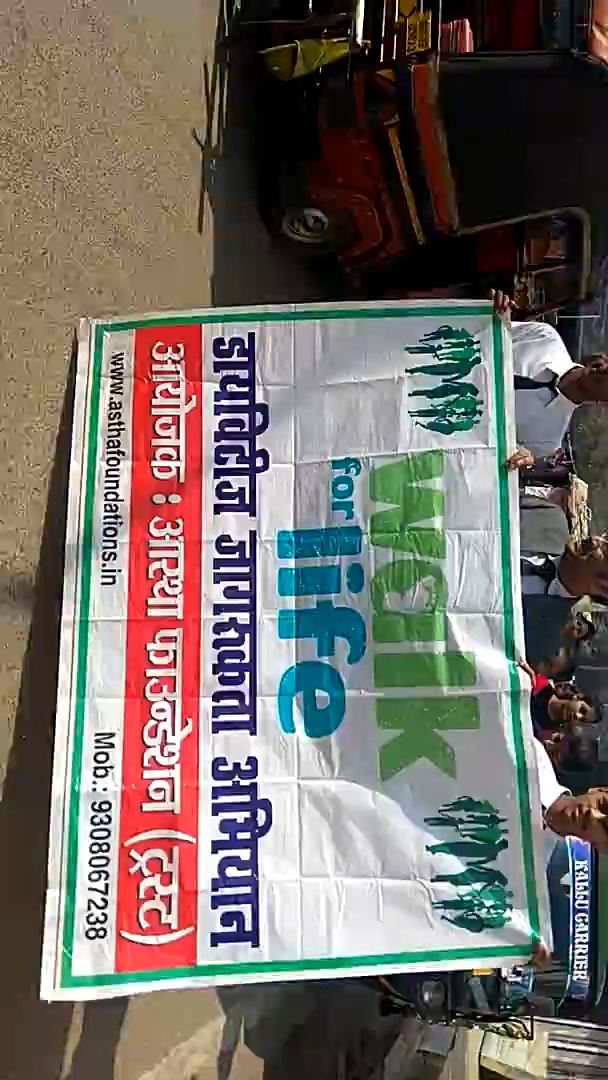 walk
for life
डायबिटीज जागरुकता अभियान
आयोजक : आस्था फाउन्डेशन (ट्रस्ट)
www.asthafoundations.in Mob.: 9308067238
KALLU CARRIER